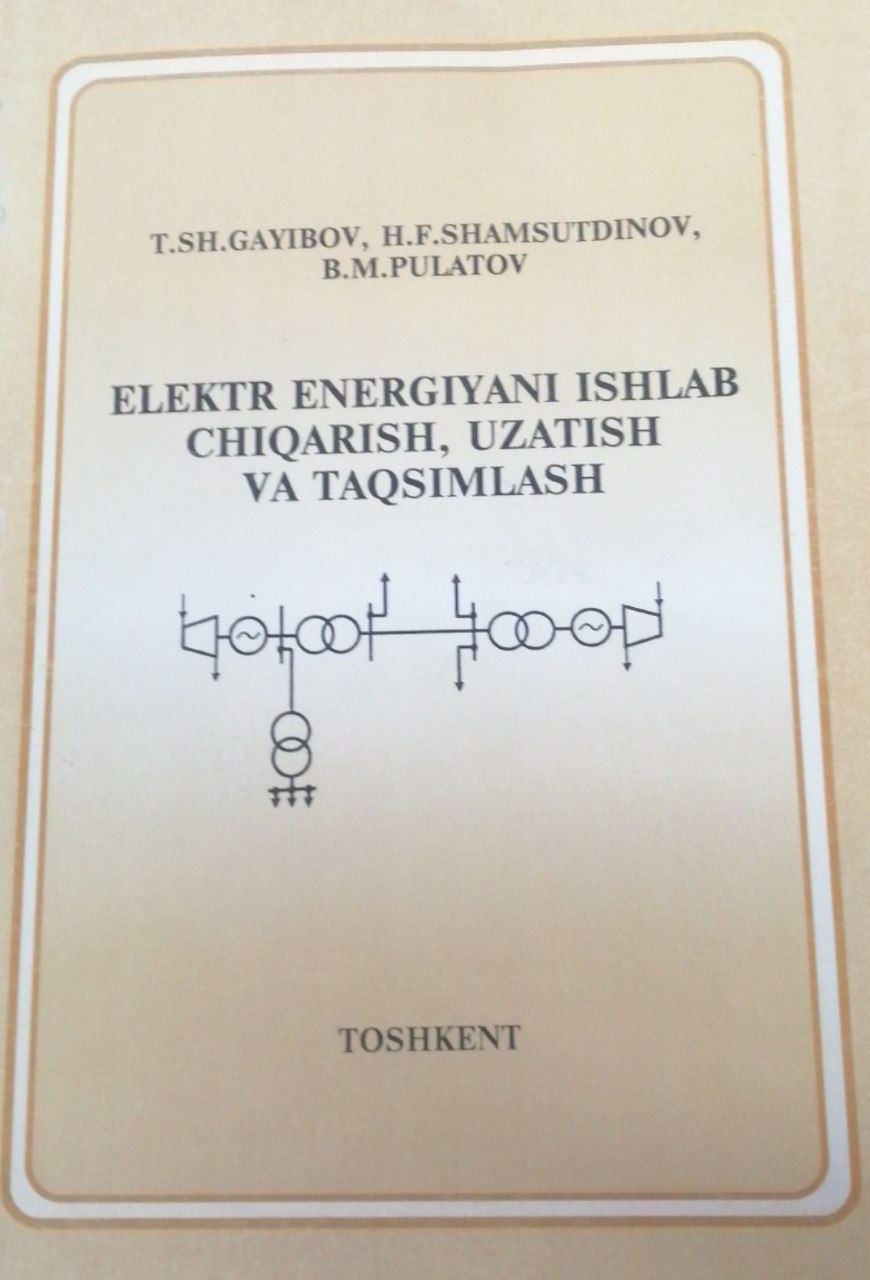 T.SH.GAYIBOV, H.F.SHAMSUTDINOV,
B.M.PULATOV
ELEKTR ENERGIYANI ISHLAB
CHIQARISH, UZATISH
VA TAQSIMLASH
TOSHKENT